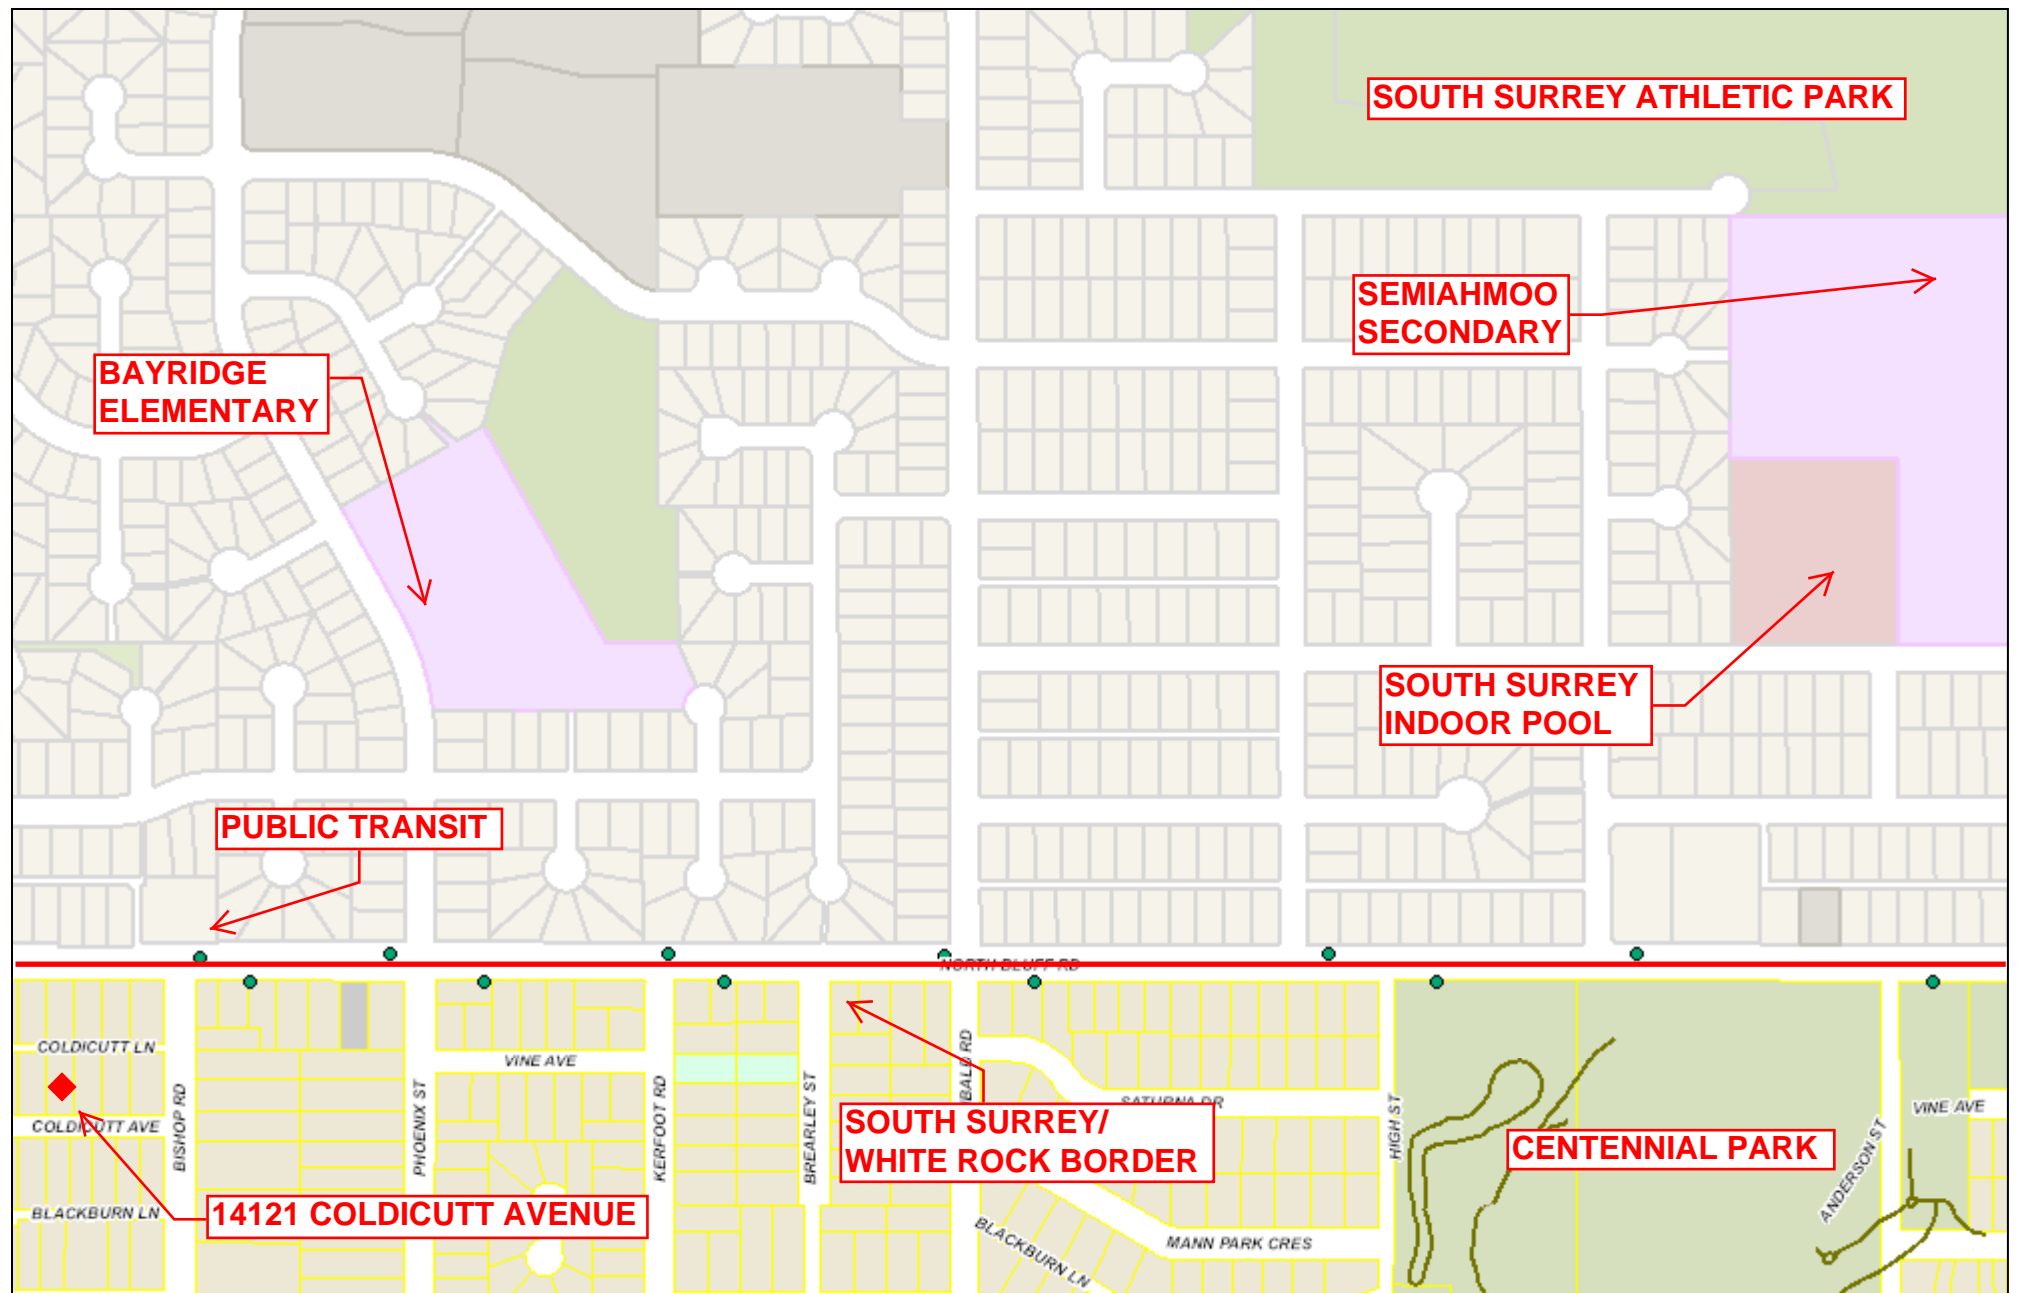 SOUTH SURREY ATHLETIC PARK
SEMIAHMOO
SECONDARY
BAYRIDGE
ELEMENTARY
SOUTH SURREY
INDOOR POOL
PUBLIC TRANSIT
NORTH BLUFF RD
COLDICUTT LN
VINE AVE
BISHOP RD
PHOENIX ST
KERFOOT RD
BREARLEY ST
SATURNA DR
HIGH ST
ANDERSON ST
VINE AVE
COLDICUTT AVE
SOUTH SURREY/
WHITE ROCK BORDER
CENTENNIAL PARK
BLACKBURN LN
14121 COLDICUTT AVENUE
BLACKBURN LN
MANN PARK CRES